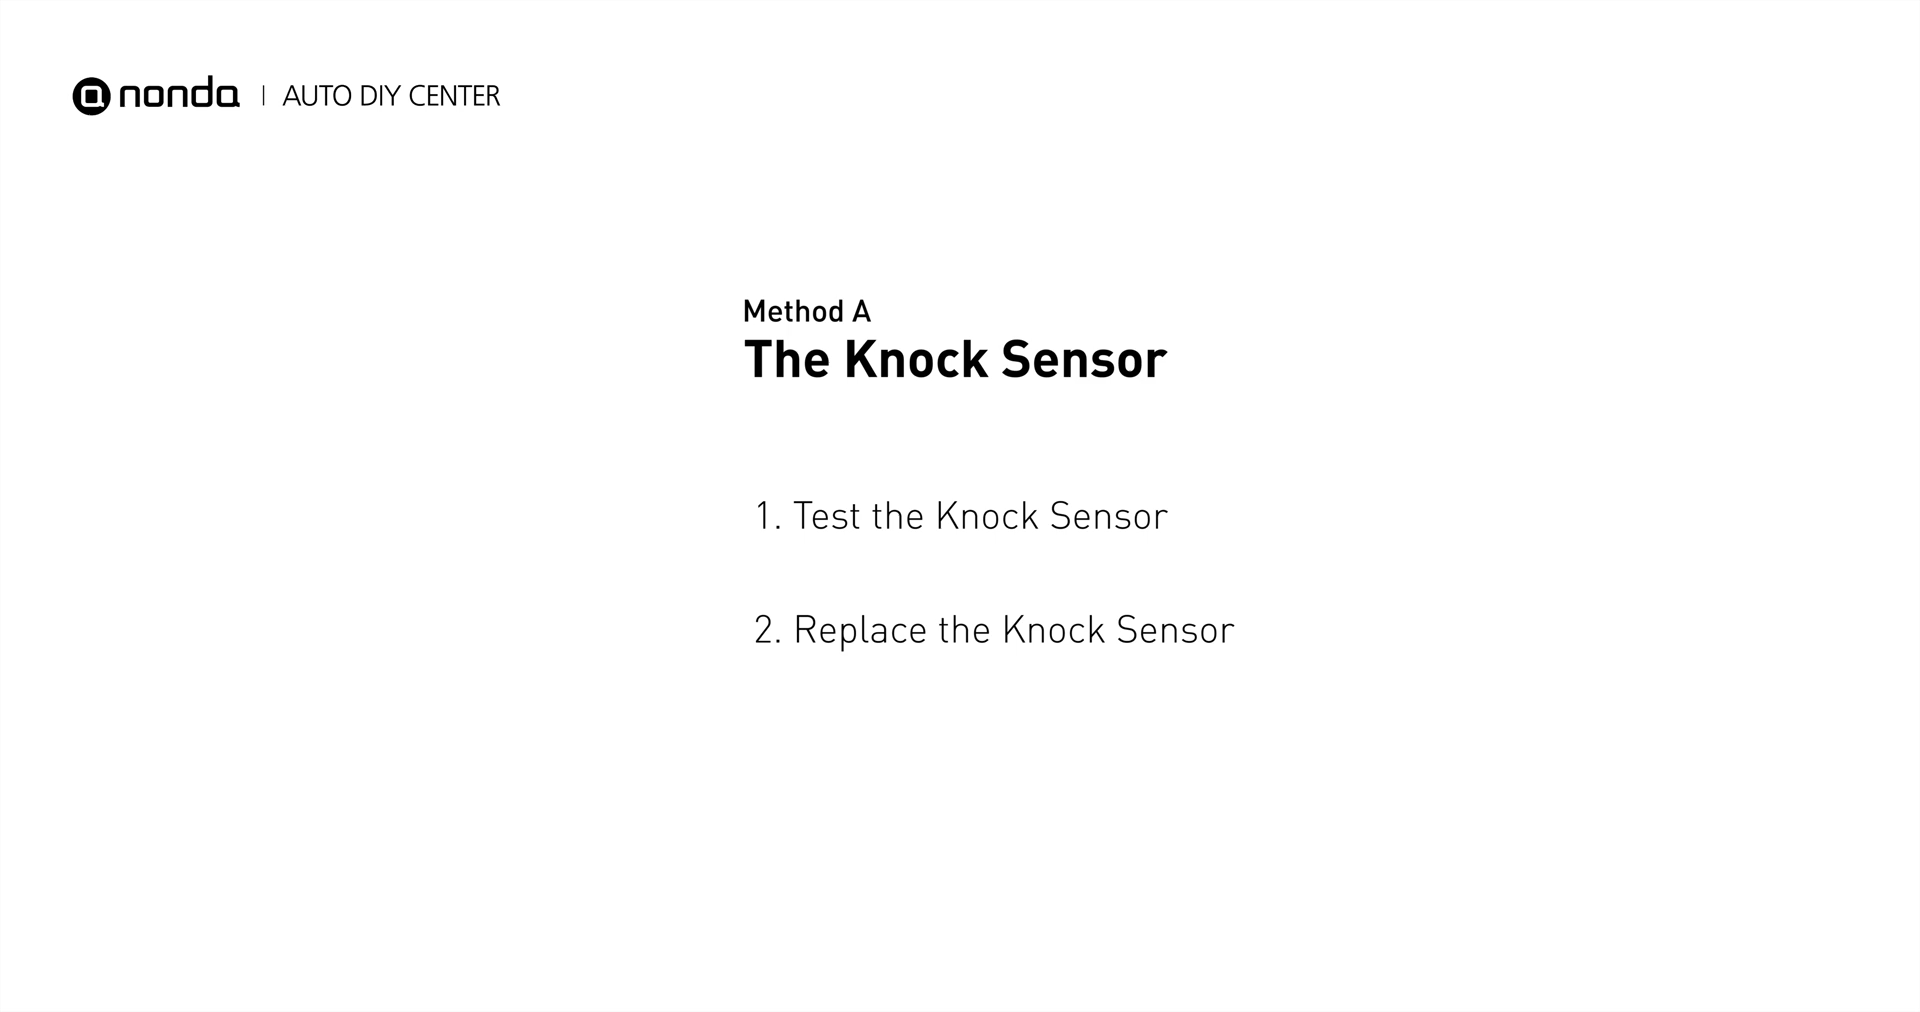 nonda | AUTO DIY CENTER
Method A
The Knock Sensor
1. Test the Knock Sensor
2. Replace the Knock Sensor